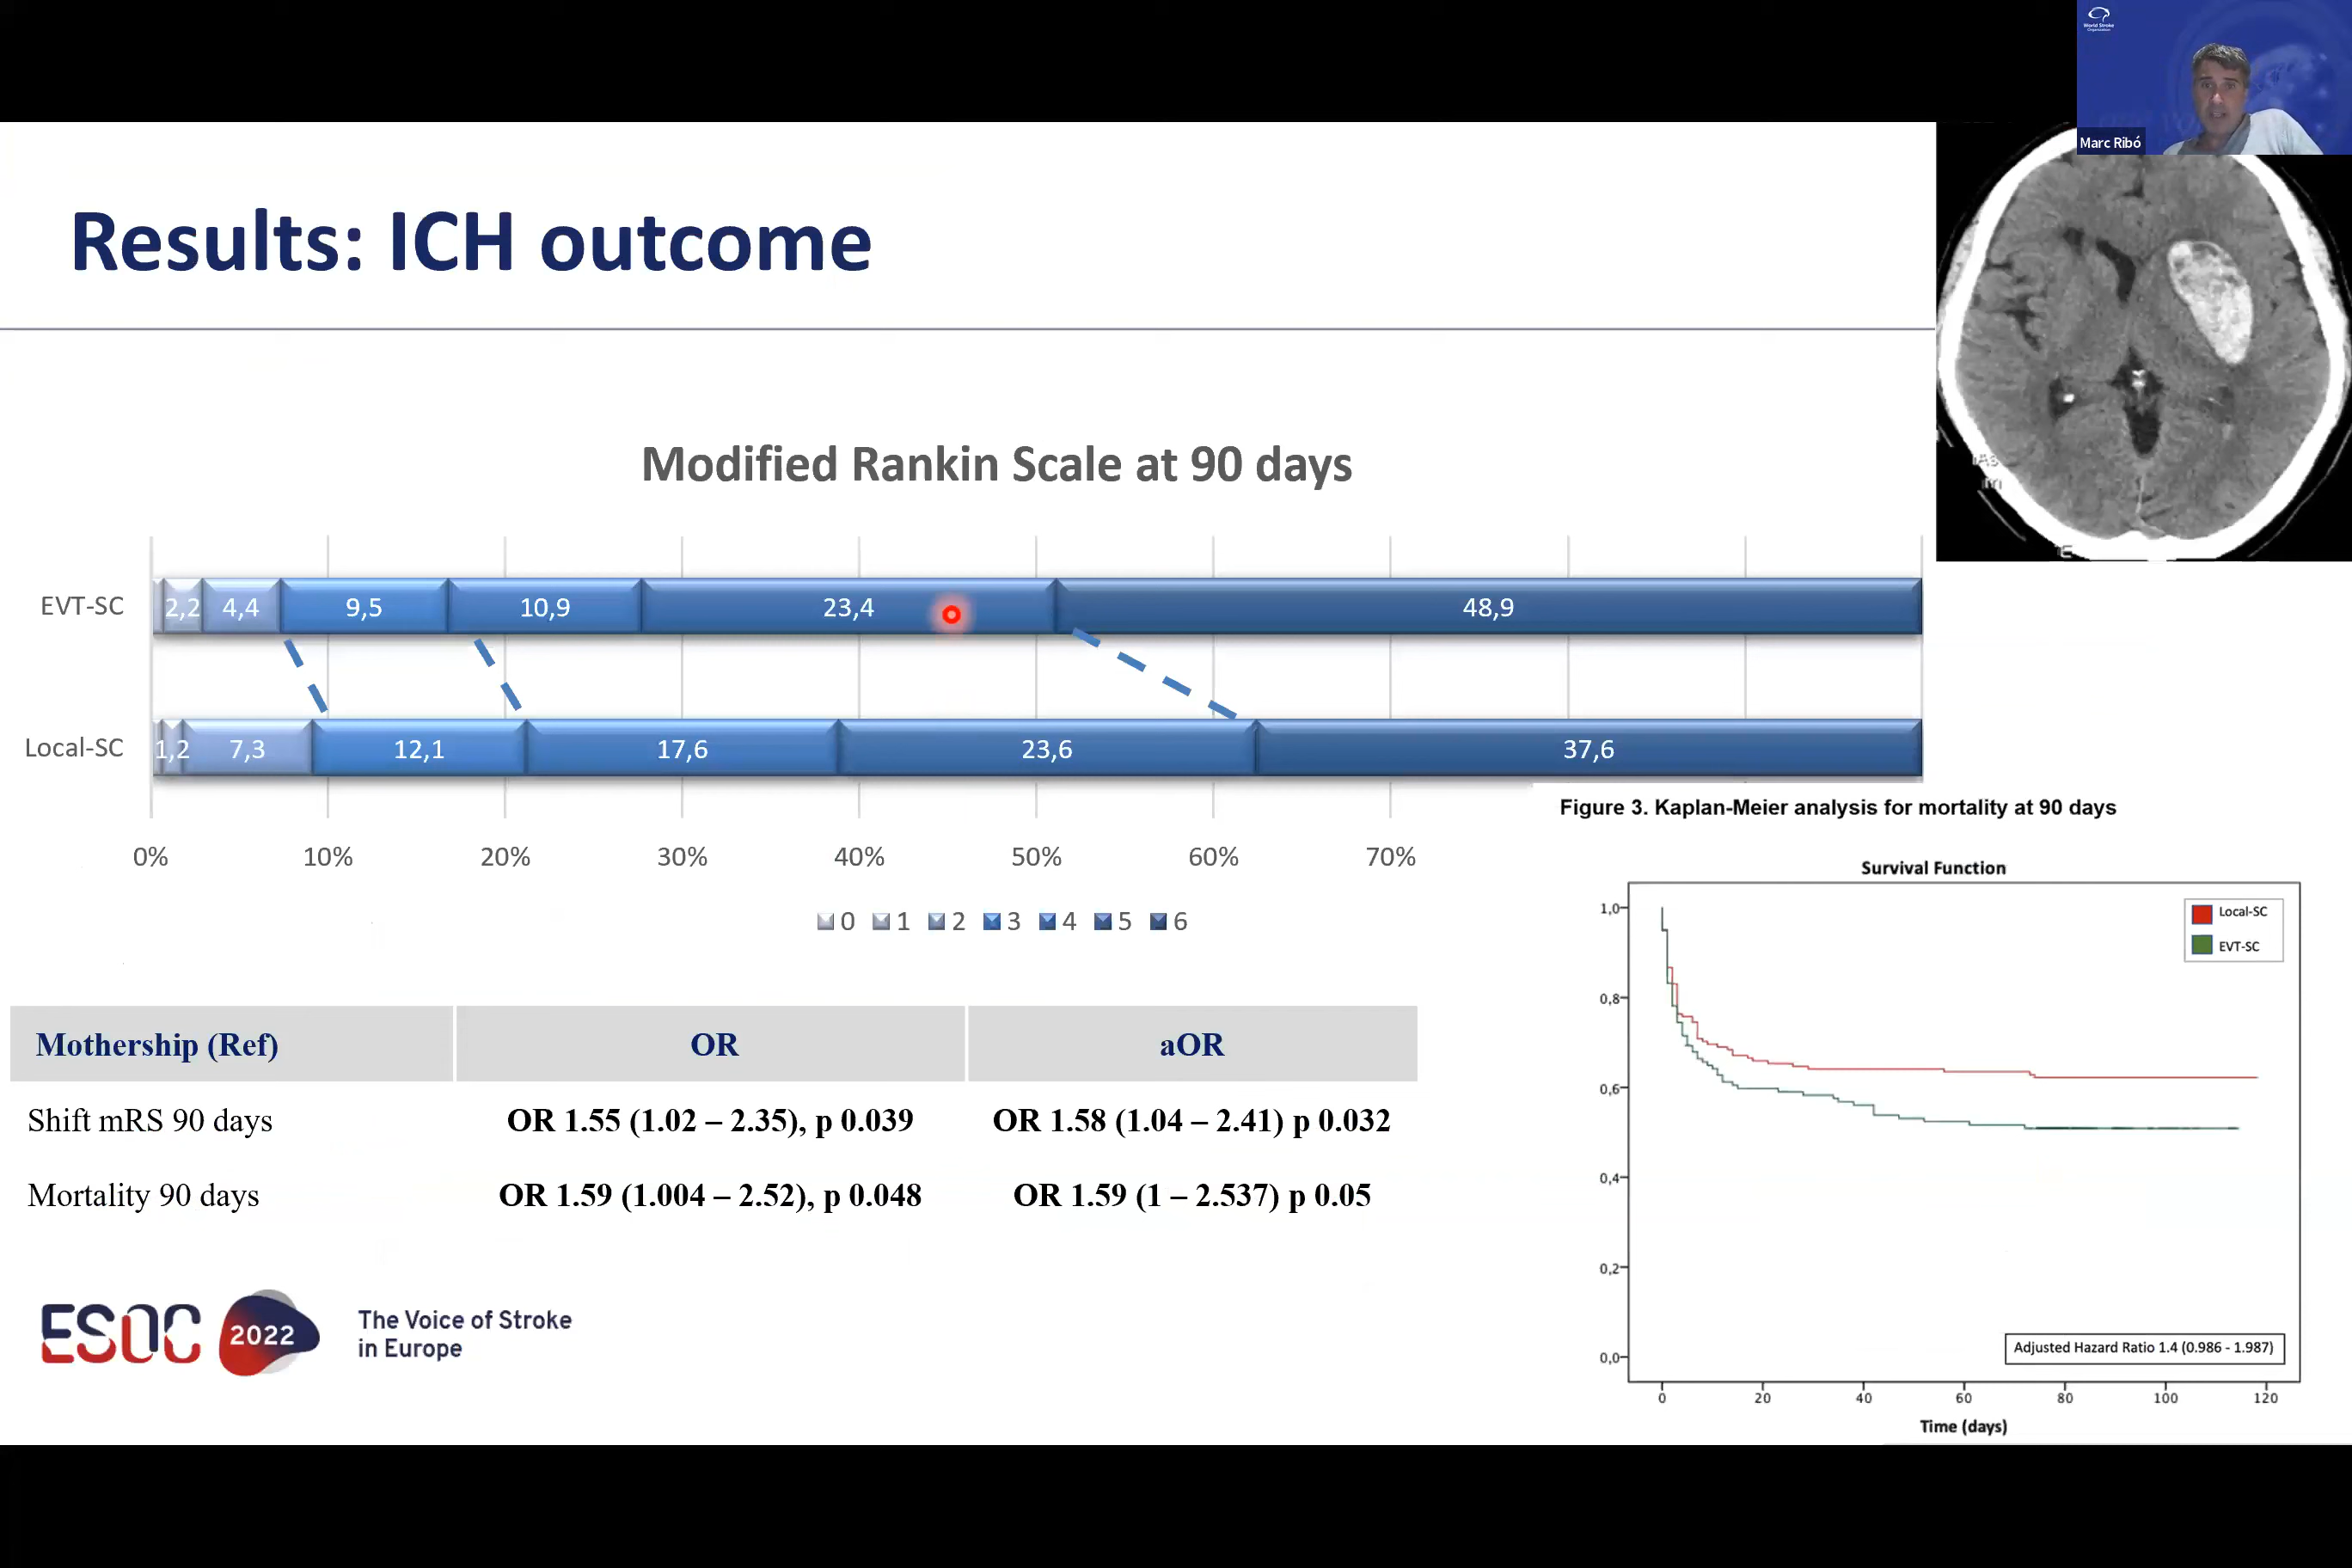 World Stroke
Organization
Marc Ribó
Results: ICH outcome
Modified Rankin Scale at 90 days
EVT-SC
2,2 4,4 9,5 10,9 23,4 48,9
Local-SC
1,2 7,3 12,1 17,6 23,6 37,6
0% 10% 20% 30% 40% 50% 60% 70%
0 1 2 3 4 5 6
Figure 3. Kaplan-Meier analysis for mortality at 90 days
Survival Function
Local-SC
EVT-SC
1,0
0,8
0,6
0,4
0,2
0,0
Adjusted Hazard Ratio 1.4 (0.986 - 1.987)
0 20 40 60 80 100 120
Time (days)
Mothership (Ref) OR aOR
Shift mRS 90 days OR 1.55 (1.02 – 2.35), p 0.039 OR 1.58 (1.04 – 2.41) p 0.032
Mortality 90 days OR 1.59 (1.004 – 2.52), p 0.048 OR 1.59 (1 – 2.537) p 0.05
ESOC 2022
The Voice of Stroke
in Europe